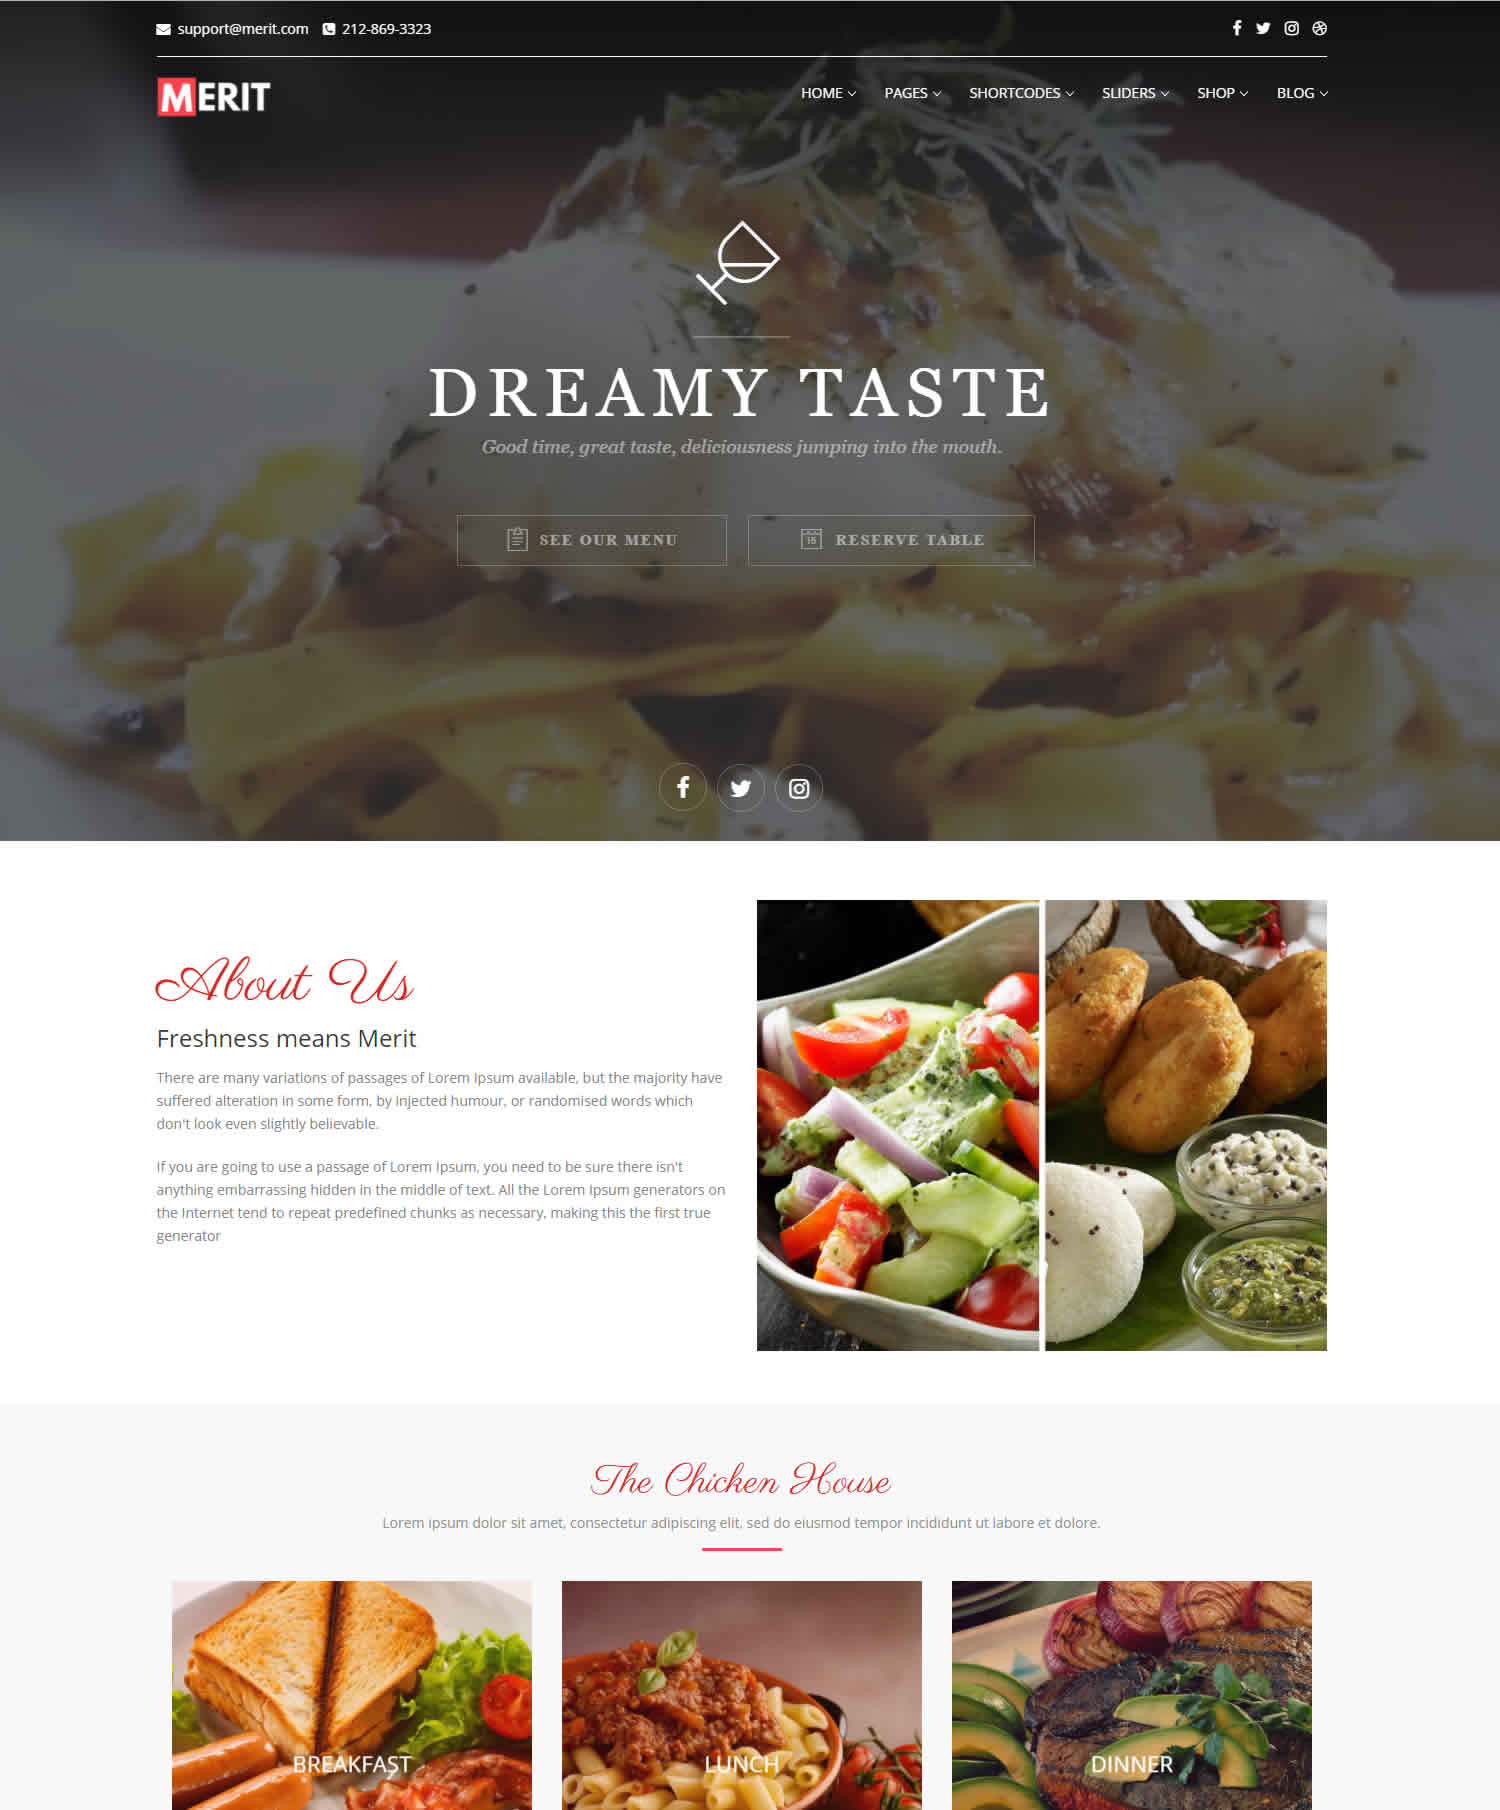 support@merit.com 212-869-3323
MERIT
HOME PAGES SHORTCODES SLIDERS SHOP BLOG
DREAMY TASTE
Good time, great taste, deliciousness jumping into the mouth.
SEE OUR MENU
15 RESERVE TABLE
About Us
Freshness means Merit
There are many variations of passages of Lorem Ipsum available, but the majority have
suffered alteration in some form, by injected humour, or randomised words which
don't look even slightly believable.
If you are going to use a passage of Lorem Ipsum, you need to be sure there isn't
anything embarrassing hidden in the middle of text. All the Lorem Ipsum generators on
the Internet tend to repeat predefined chunks as necessary, making this the first true
generator
The Chicken House
Lorem ipsum dolor sit amet, consectetur adipiscing elit, sed do eiusmod tempor incididunt ut labore et dolore.
BREAKFAST
LUNCH
DINNER